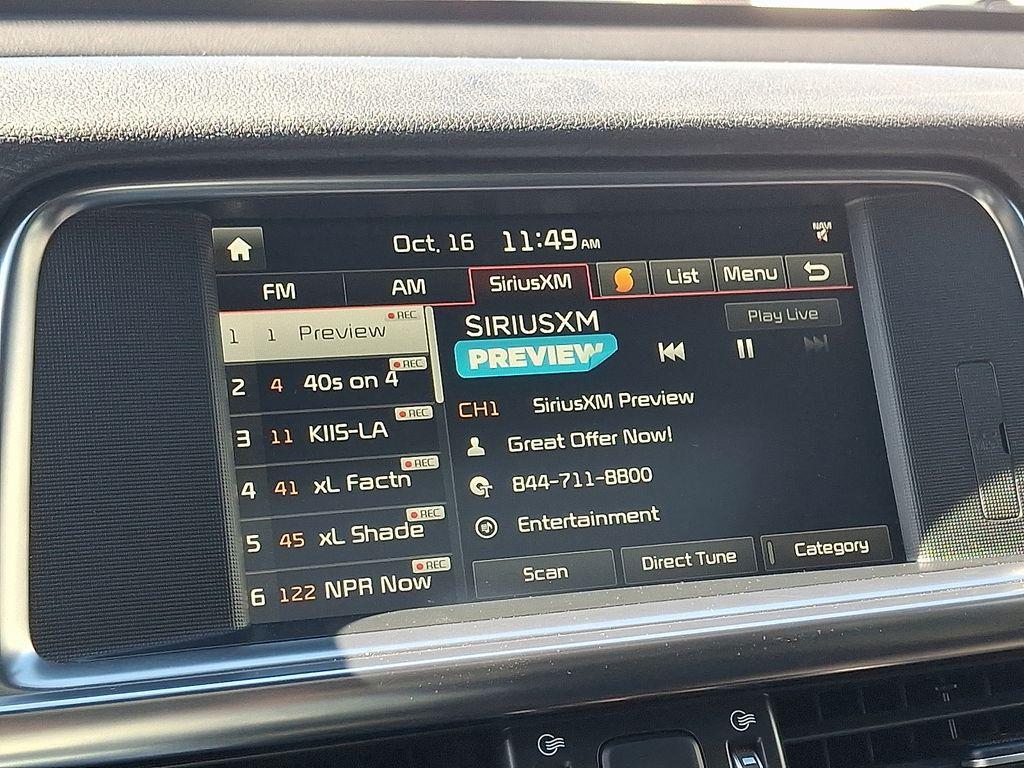 Oct. 16 11:49 AM NAVI
FM AM SiriusXM List Menu
1 1 Preview REC
2 4 40s on 4 REC
3 11 KIIS-LA REC
4 41 xL Factn REC
5 45 xL Shade REC
6 122 NPR Now REC
SIRIUSXM
PREVIEW
Play Live
CH1 SiriusXM Preview
Great Offer Now!
844-711-8800
Entertainment
Scan Direct Tune Category